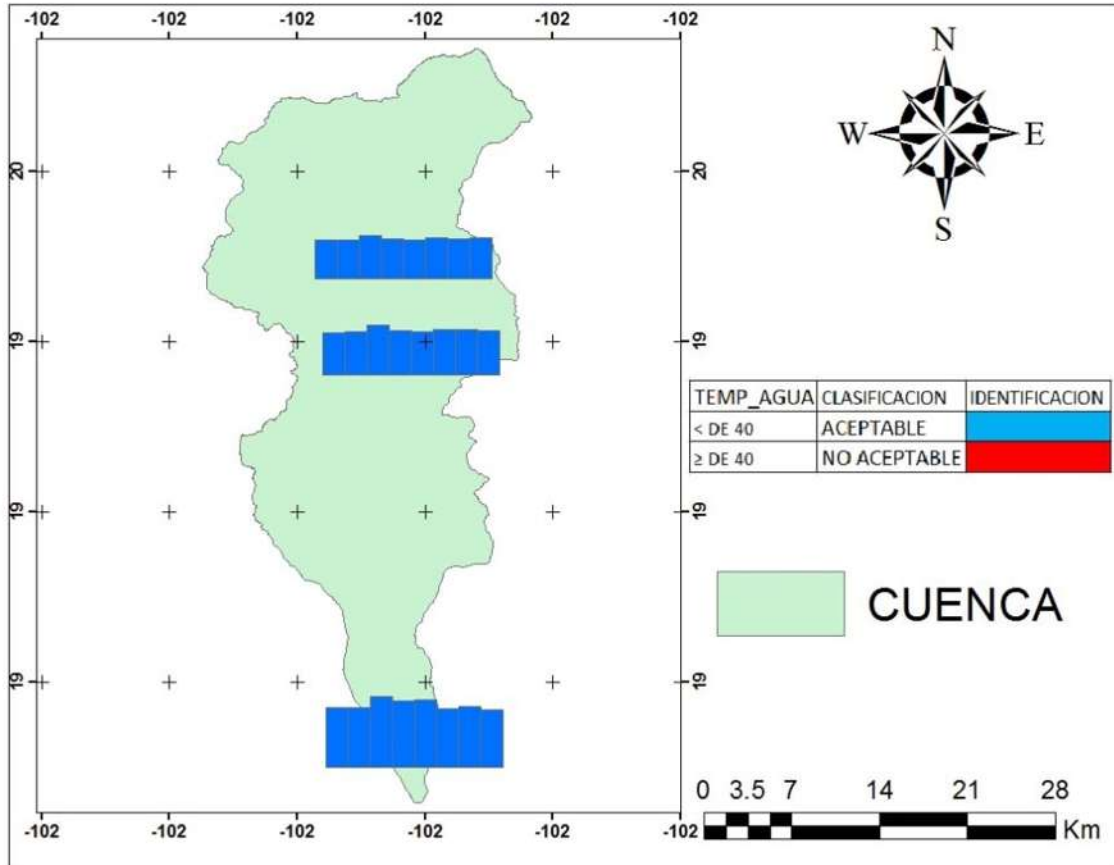 -102 -102 -102 -102 -102 -102
N
W E
S
20 20
19 19
TEMP_AGUA CLASIFICACION IDENTIFICACION
< DE 40 ACEPTABLE
≥ DE 40 NO ACEPTABLE
19 19
CUENCA
19 19
0 3.5 7 14 21 28
Km
-102 -102 -102 -102 -102 -102